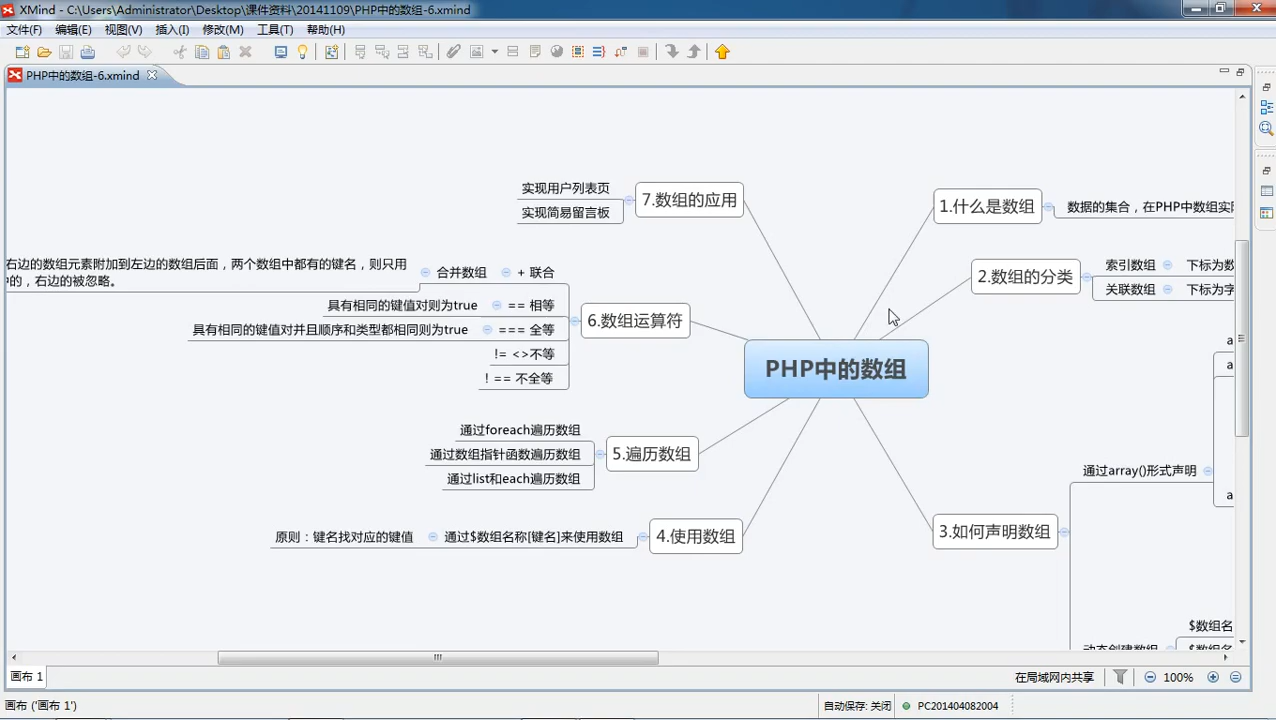 XMind - C:\Users\Administrator\Desktop\课件资料\20141109\PHP中的数组-6.xmind
文件(F) 编辑(E) 视图(V) 插入(I) 修改(M) 工具(T) 帮助(H)
PHP中的数组-6.xmind
实现用户列表页
实现简易留言板
7.数组的应用
1.什么是数组
数据的集合，在PHP中数组实
2.数组的分类
索引数组 下标为数
关联数组 下标为字
右边的数组元素附加到左边的数组后面，两个数组中都有的键名，则只用
中的，右边的被忽略。
合并数组 + 联合
具有相同的键值对则为true == 相等
具有相同的键值对并且顺序和类型都相同则为true === 全等
!= <>不等
! == 不全等
6.数组运算符
PHP中的数组
通过foreach遍历数组
通过数组指针函数遍历数组
通过list和each遍历数组
5.遍历数组
原则：键名找对应的键值 通过$数组名称[键名]来使用数组
4.使用数组
3.如何声明数组
通过array()形式声明
a
a
a
$数组名
动态创建数组 $数组名
画布 1
在局域网内共享 100%
画布 ('画布 1')
自动保存: 关闭 PC201404082004